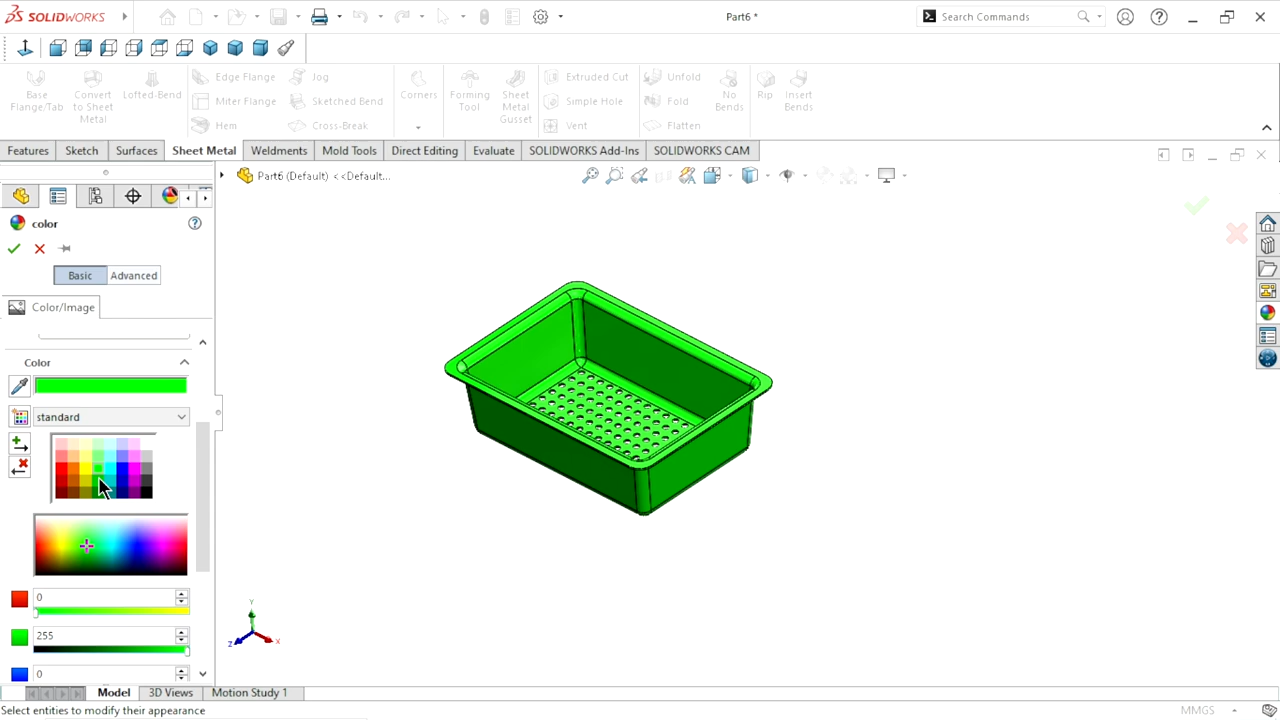 SOLIDWORKS
Part6 *
Search Commands
Base Flange/Tab
Convert to Sheet Metal
Lofted-Bend
Edge Flange
Miter Flange
Hem
Jog
Sketched Bend
Cross-Break
Corners
Forming Tool
Sheet Metal Gusset
Extruded Cut
Simple Hole
Vent
Unfold
Fold
Flatten
No Bends
Rip
Insert Bends
Features
Sketch
Surfaces
Sheet Metal
Weldments
Mold Tools
Direct Editing
Evaluate
SOLIDWORKS Add-Ins
SOLIDWORKS CAM
Part6 (Default) <<Default...
color
Basic
Advanced
Color/Image
Color
standard
0
255
0
Y
X
Z
Model
3D Views
Motion Study 1
Select entities to modify their appearance
MMGS